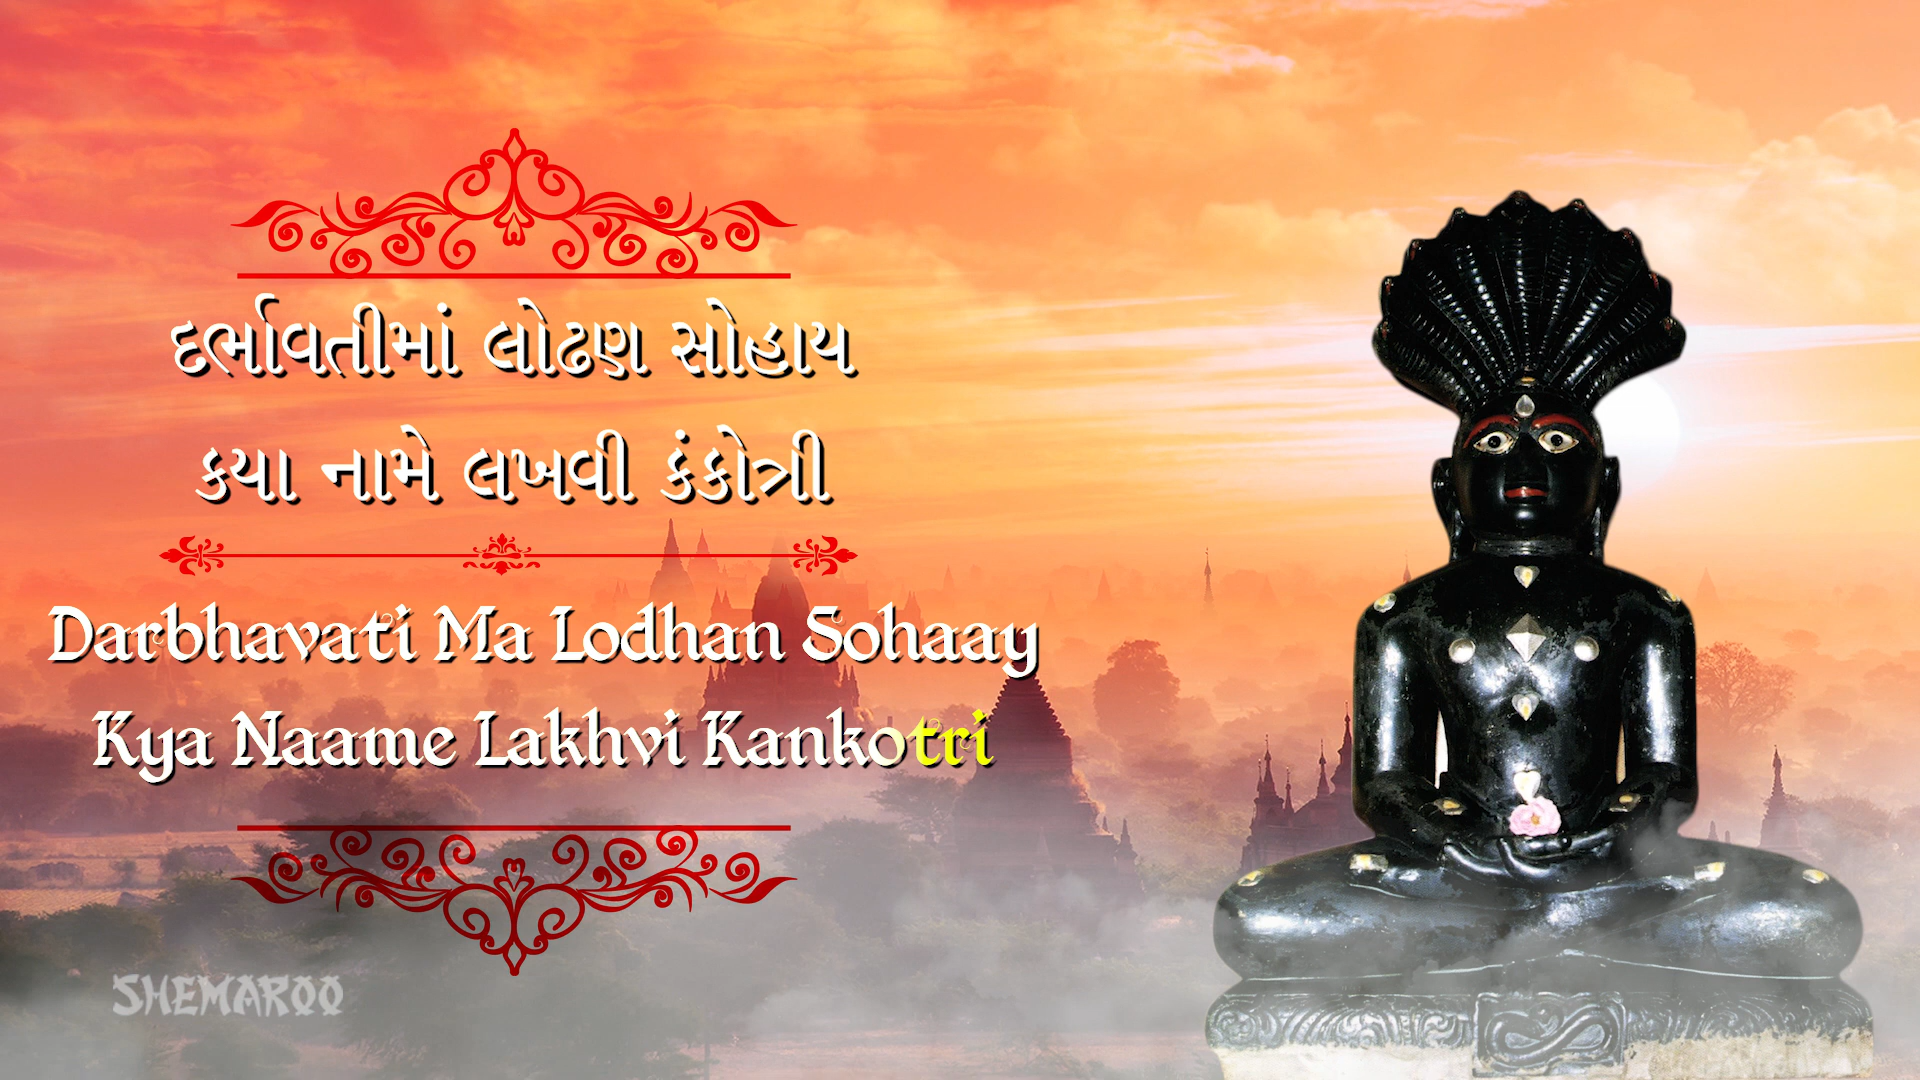 દર્ભાવતીમાં લોઢણ સોહાય
કયા નામે લખવી કંકોત્રી
Darbhavati Ma Lodhan Sohaay
Kya Naame Lakhvi Kankotri
SHEMAROO